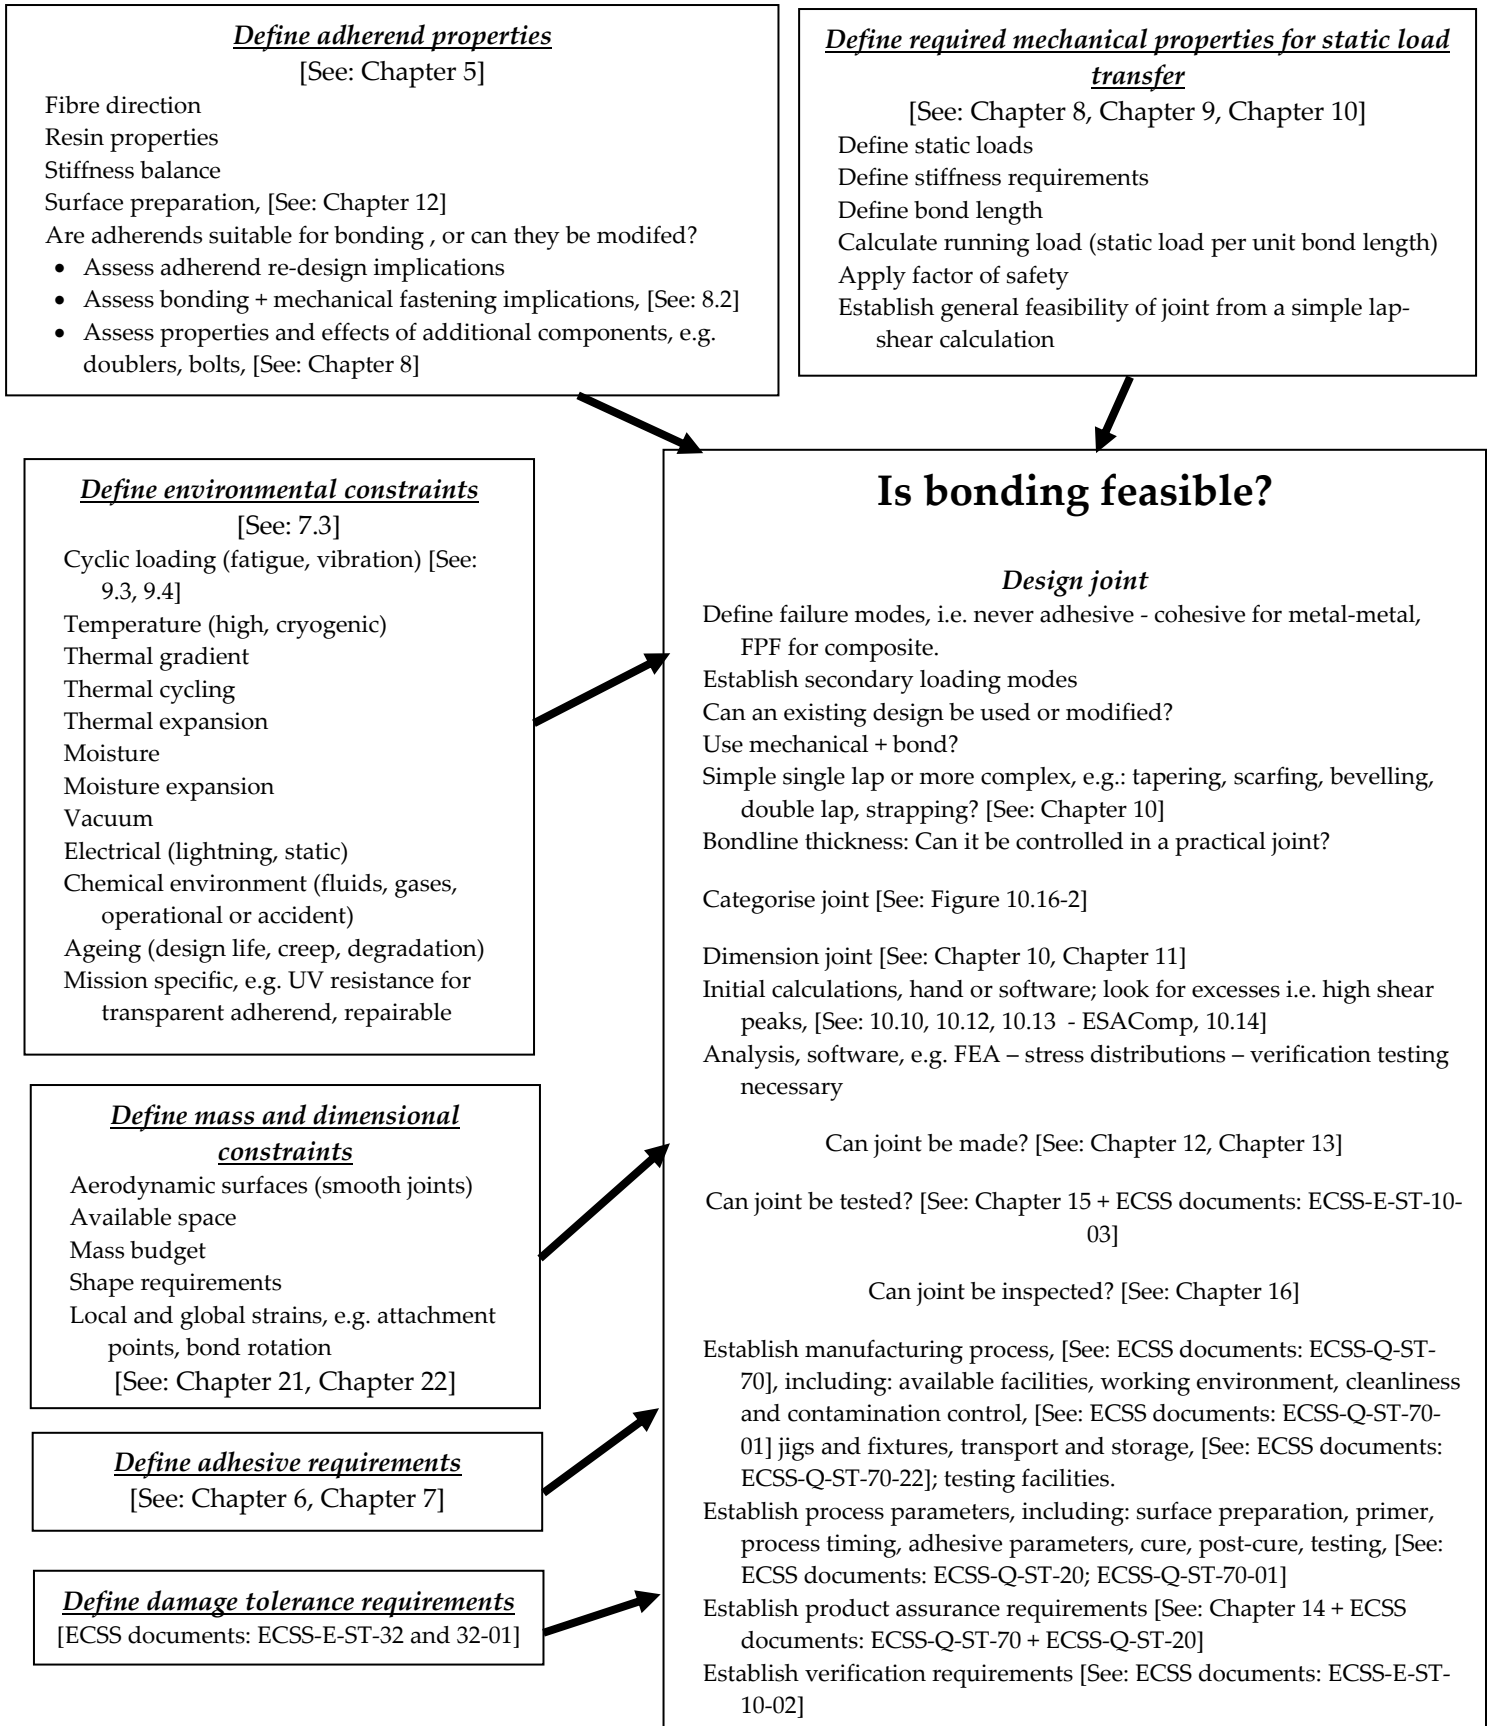 Define adherend properties
[See: Chapter 5]
Fibre direction
Resin properties
Stiffness balance
Surface preparation, [See: Chapter 12]
Are adherends suitable for bonding , or can they be modifed?
• Assess adherend re-design implications
• Assess bonding + mechanical fastening implications, [See: 8.2]
• Assess properties and effects of additional components, e.g.
doublers, bolts, [See: Chapter 8]
Define required mechanical properties for static load
transfer
[See: Chapter 8, Chapter 9, Chapter 10]
Define static loads
Define stiffness requirements
Define bond length
Calculate running load (static load per unit bond length)
Apply factor of safety
Establish general feasibility of joint from a simple lap-
shear calculation
Define environmental constraints
[See: 7.3]
Cyclic loading (fatigue, vibration) [See:
9.3, 9.4]
Temperature (high, cryogenic)
Thermal gradient
Thermal cycling
Thermal expansion
Moisture
Moisture expansion
Vacuum
Electrical (lightning, static)
Chemical environment (fluids, gases,
operational or accident)
Ageing (design life, creep, degradation)
Mission specific, e.g. UV resistance for
transparent adherend, repairable
Define mass and dimensional
constraints
Aerodynamic surfaces (smooth joints)
Available space
Mass budget
Shape requirements
Local and global strains, e.g. attachment
points, bond rotation
[See: Chapter 21, Chapter 22]
Define adhesive requirements
[See: Chapter 6, Chapter 7]
Define damage tolerance requirements
[ECSS documents: ECSS-E-ST-32 and 32-01]
Is bonding feasible?
Design joint
Define failure modes, i.e. never adhesive - cohesive for metal-metal,
FPF for composite.
Establish secondary loading modes
Can an existing design be used or modified?
Use mechanical + bond?
Simple single lap or more complex, e.g.: tapering, scarfing, bevelling,
double lap, strapping? [See: Chapter 10]
Bondline thickness: Can it be controlled in a practical joint?
Categorise joint [See: Figure 10.16-2]
Dimension joint [See: Chapter 10, Chapter 11]
Initial calculations, hand or software; look for excesses i.e. high shear
peaks, [See: 10.10, 10.12, 10.13 - ESAComp, 10.14]
Analysis, software, e.g. FEA – stress distributions – verification testing
necessary
Can joint be made? [See: Chapter 12, Chapter 13]
Can joint be tested? [See: Chapter 15 + ECSS documents: ECSS-E-ST-10-
03]
Can joint be inspected? [See: Chapter 16]
Establish manufacturing process, [See: ECSS documents: ECSS-Q-ST-
70], including: available facilities, working environment, cleanliness
and contamination control, [See: ECSS documents: ECSS-Q-ST-70-
01] jigs and fixtures, transport and storage, [See: ECSS documents:
ECSS-Q-ST-70-22]; testing facilities.
Establish process parameters, including: surface preparation, primer,
process timing, adhesive parameters, cure, post-cure, testing, [See:
ECSS documents: ECSS-Q-ST-20; ECSS-Q-ST-70-01]
Establish product assurance requirements [See: Chapter 14 + ECSS
documents: ECSS-Q-ST-70 + ECSS-Q-ST-20]
Establish verification requirements [See: ECSS documents: ECSS-E-ST-
10-02]